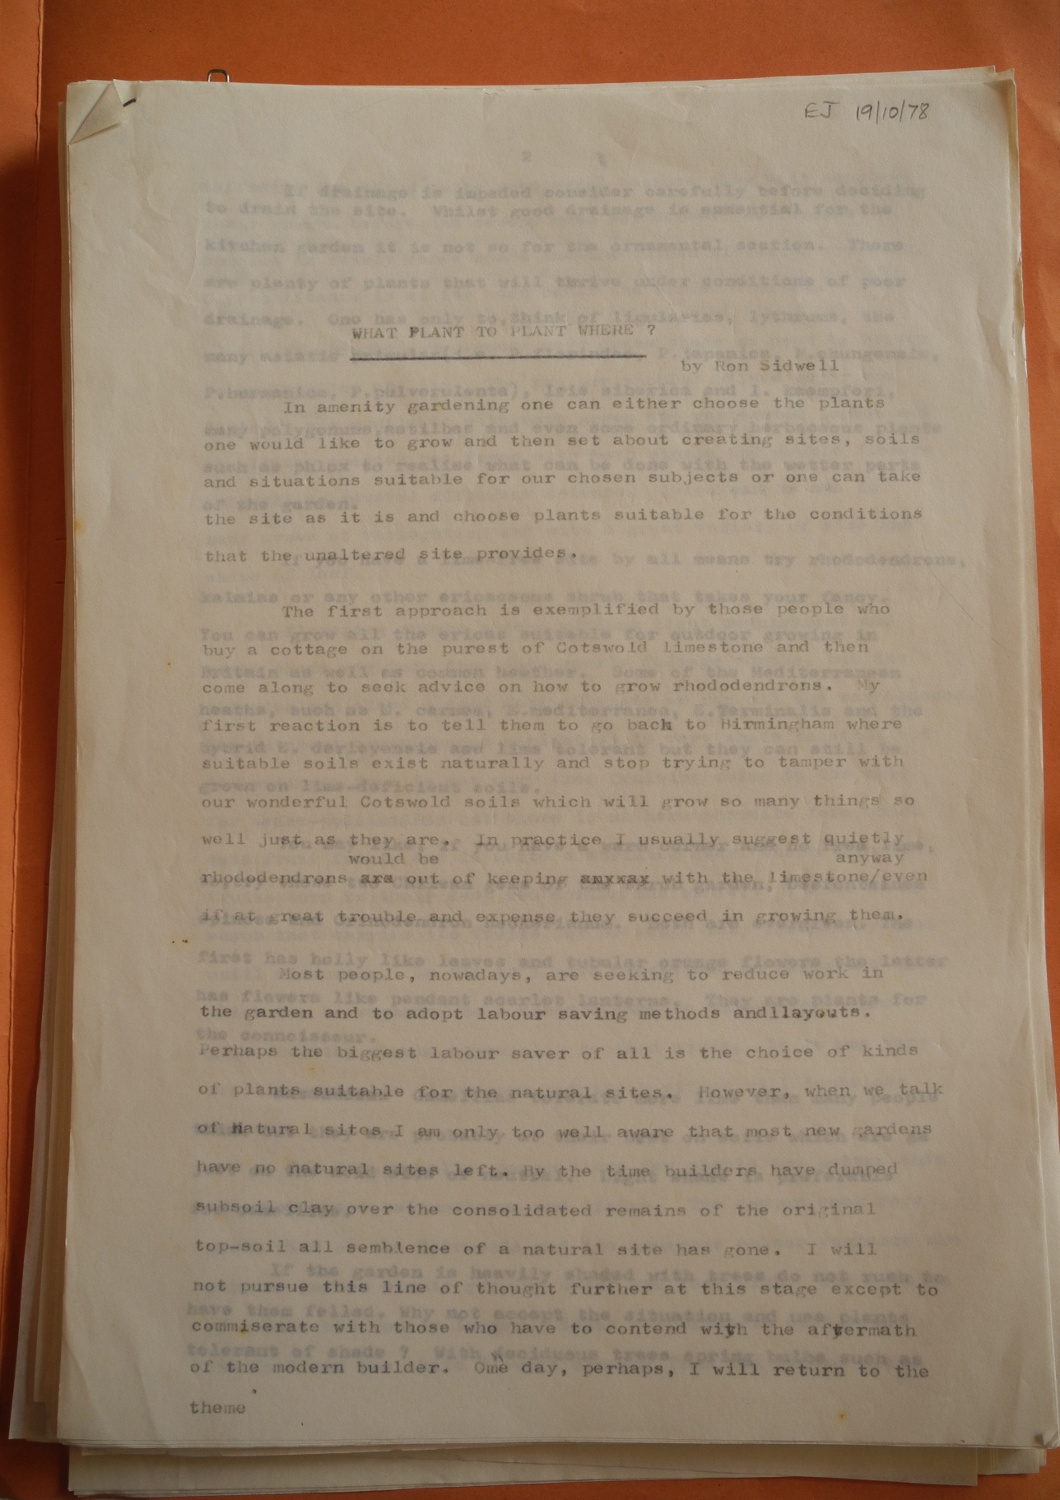 EJ 19/10/78
WHAT PLANT TO PLANT WHERE ?
by Ron Sidwell
In amenity gardening one can either choose the plants
one would like to grow and then set about creating sites, soils
and situations suitable for our chosen subjects or one can take
the site as it is and choose plants suitable for the conditions
that the unaltered site provides.
The first approach is exemplified by those people who
buy a cottage on the purest of Cotswold limestone and then
come along to seek advice on how to grow rhododendrons. My
first reaction is to tell them to go back to Birmingham where
suitable soils exist naturally and stop trying to tamper with
our wonderful Cotswold soils which will grow so many things so
well just as they are. In practice I usually suggest quietly
would be anyway
rhododendrons are out of keeping anyway with the limestone/even
if at great trouble and expense they succeed in growing them.
Most people, nowadays, are seeking to reduce work in
the garden and to adopt labour saving methods andllayouts.
Perhaps the biggest labour saver of all is the choice of kinds
of plants suitable for the natural sites. However, when we talk
of Natural sites I am only too well aware that most new gardens
have no natural sites left. By the time builders have dumped
subsoil clay over the consolidated remains of the original
top-soil all semblence of a natural site has gone. I will
not pursue this line of thought further at this stage except to
commiserate with those who have to contend with the aftermath
of the modern builder. One day, perhaps, I will return to the
theme